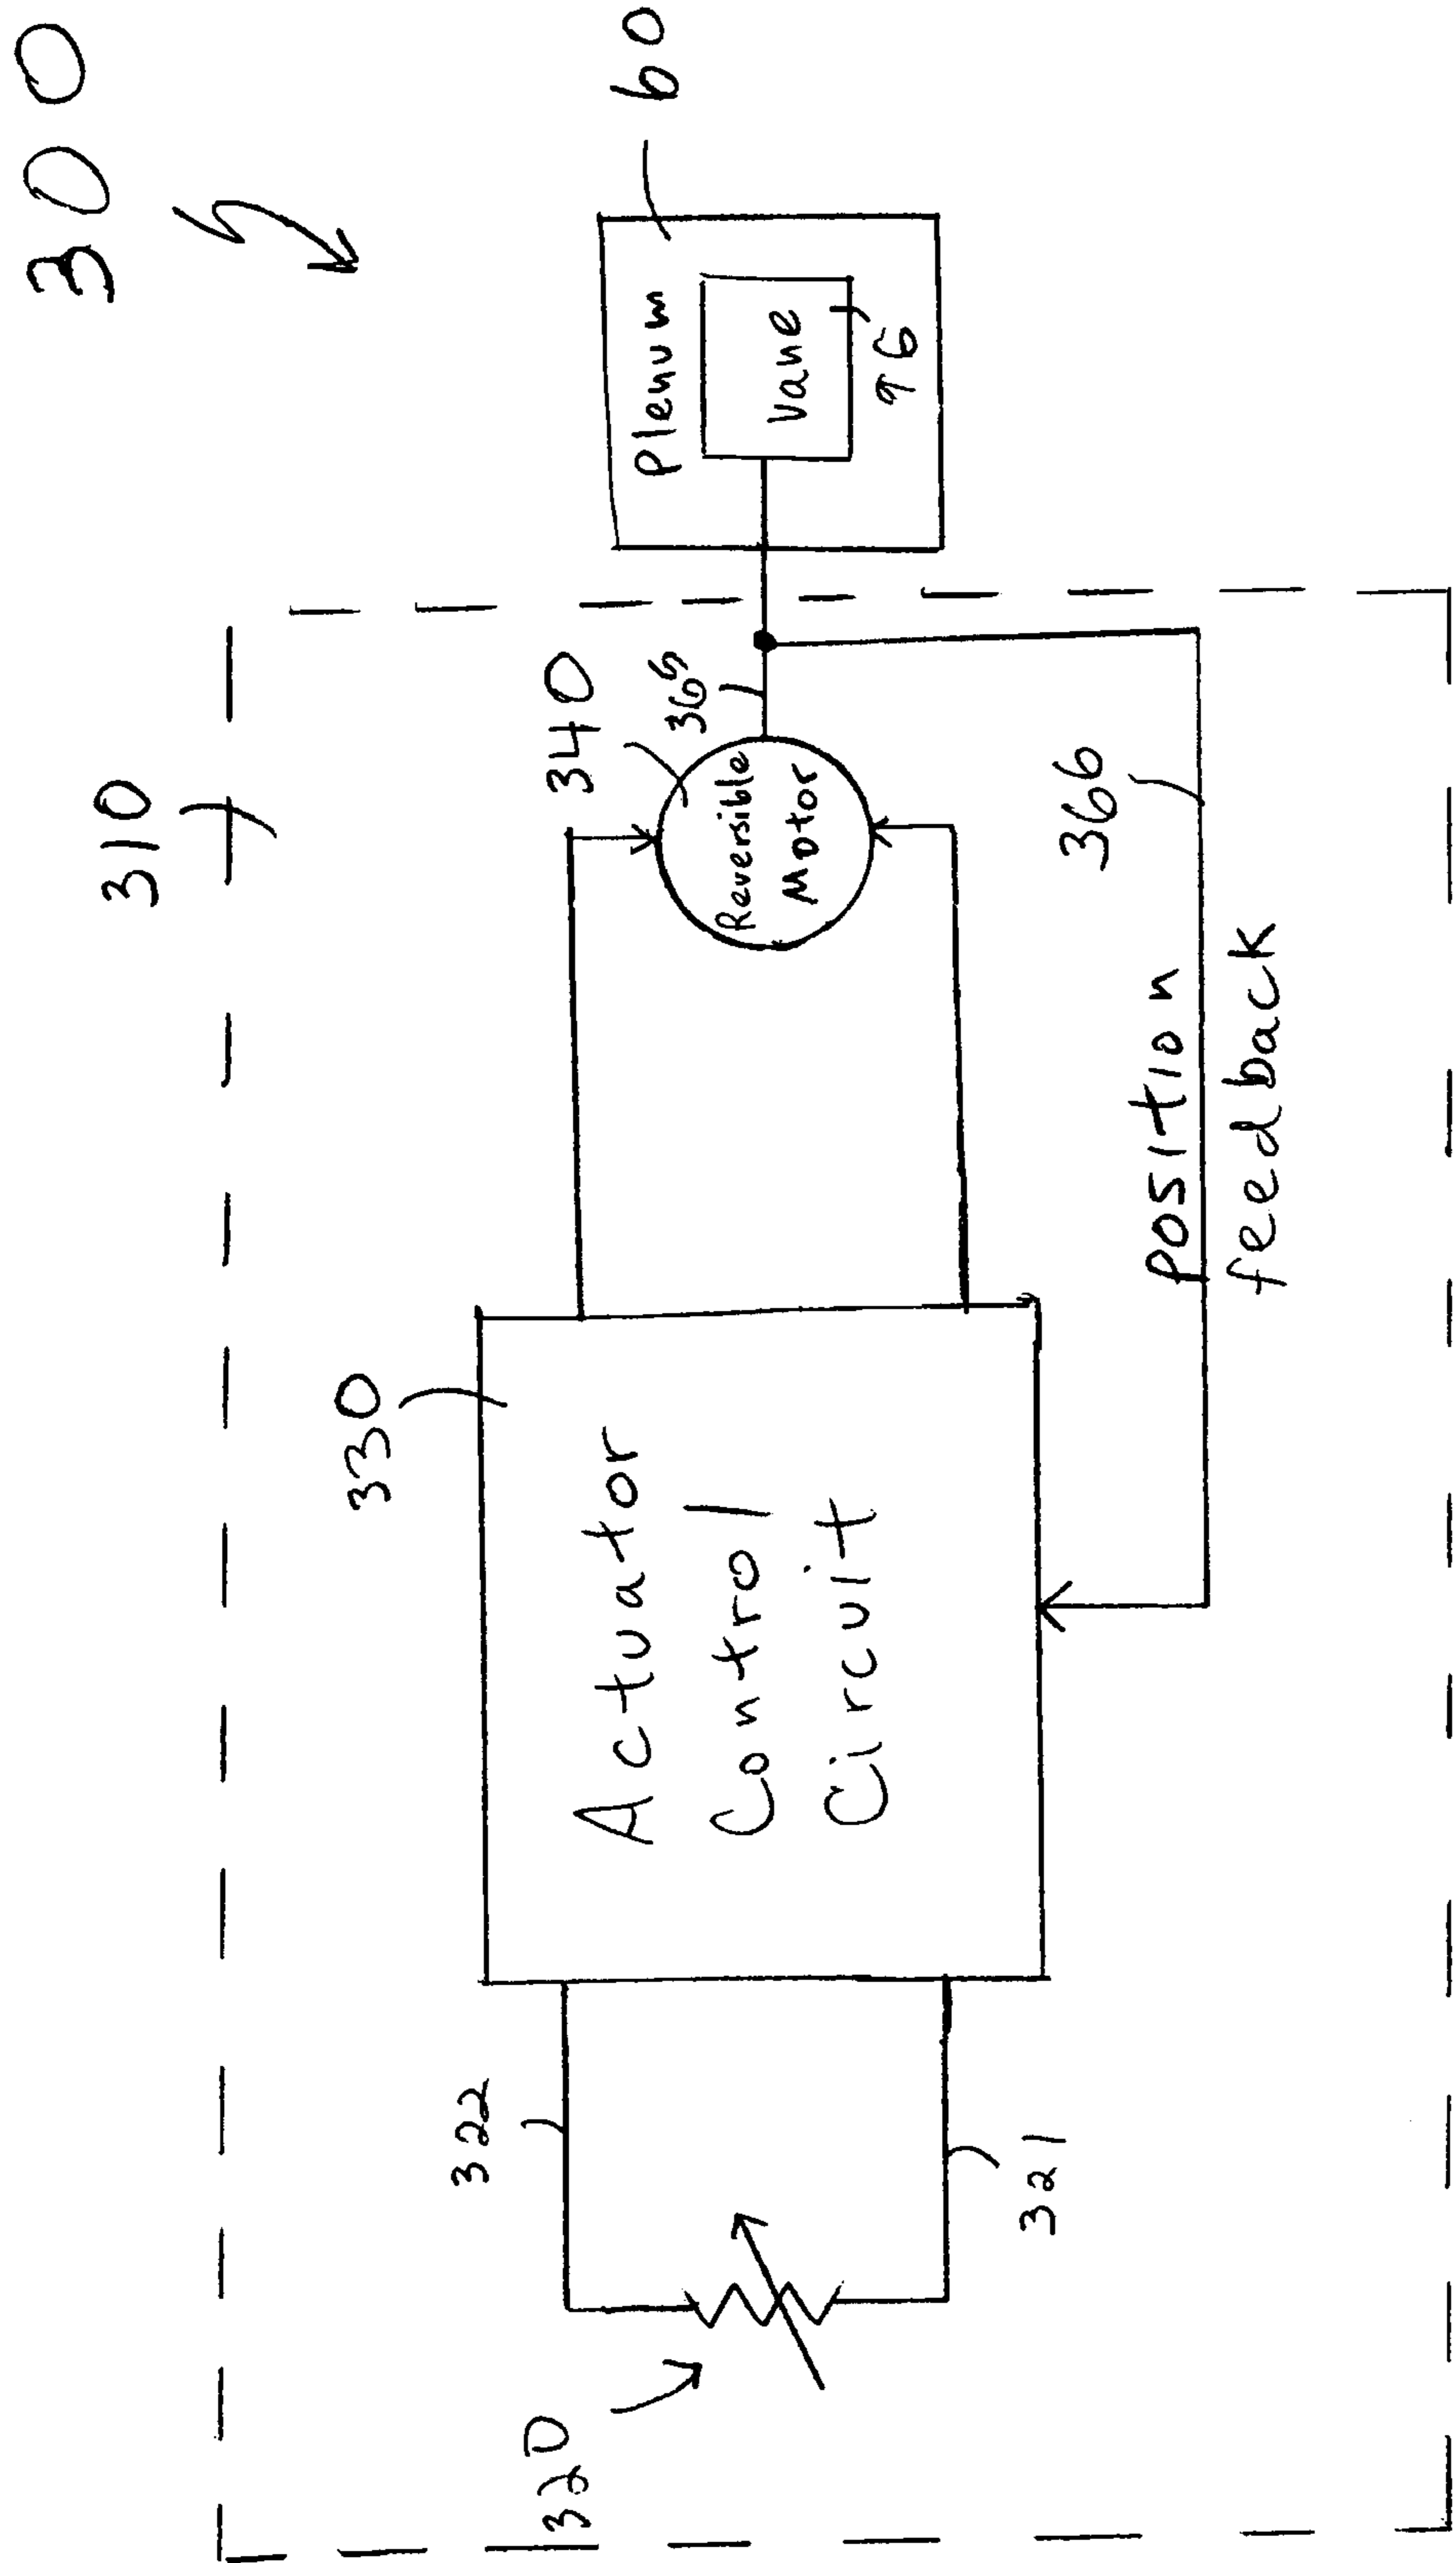 300
310
330
322
320
340
60
Plenum
365
Actuator
Control
Circuit
Reversible
Motor
Vane
96
321
366
position
feedback